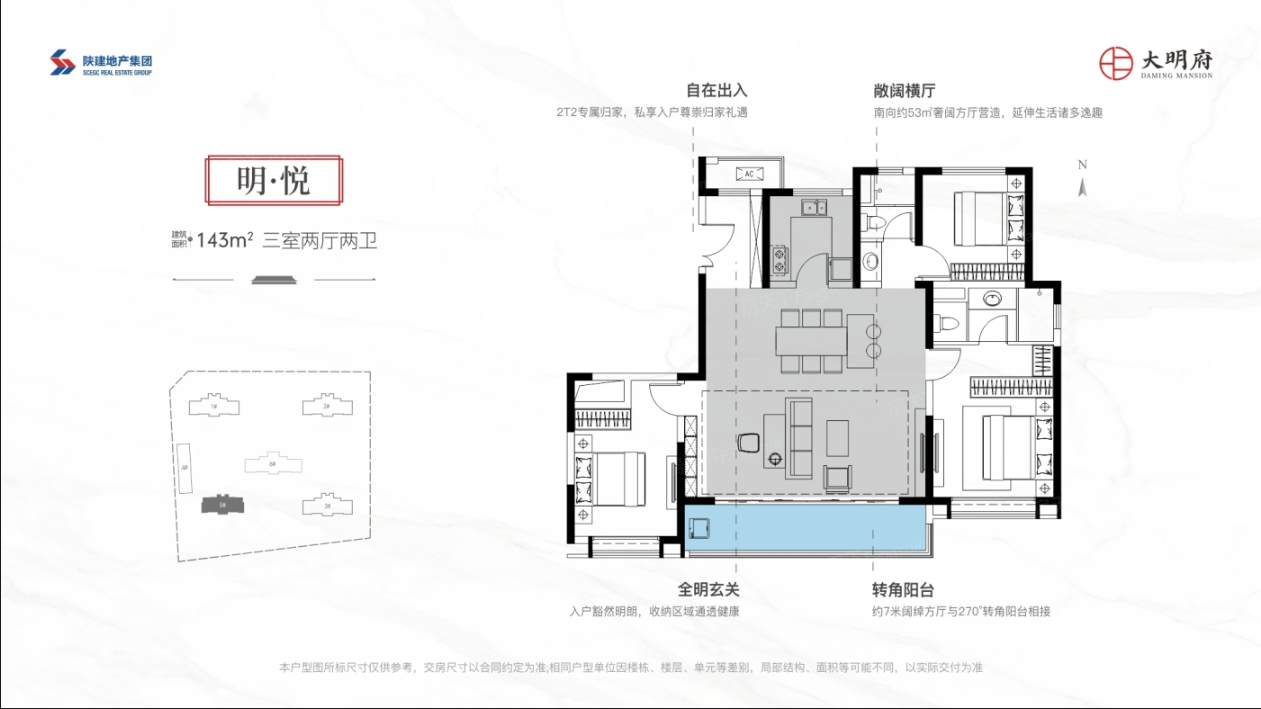 陕建地产集团
SCEGC REAL ESTATE GROUP
大明府
DAMING MANSION
自在出入
2T2专属归家，私享入户尊崇归家礼遇
敞阔横厅
南向约53㎡奢阔方厅营造，延伸生活诸多逸趣
明·悦
建筑面积 143m² 三室两厅两卫
N
AC
1#
2#
6#
5#
3#
全明玄关
入户豁然明朗，收纳区域通透健康
转角阳台
约7米阔绰方厅与270°转角阳台相接
本户型图所标尺寸仅供参考，交房尺寸以合同约定为准;相同户型单位因楼栋、楼层、单元等差别，局部结构、面积等可能不同，以实际交付为准